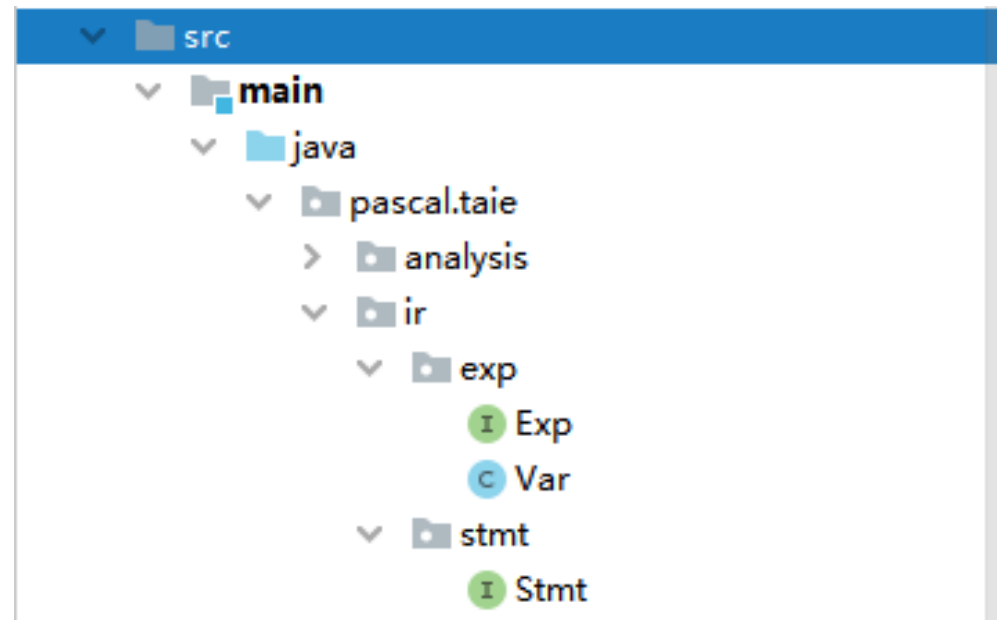 src
main
java
pascal.taie
analysis
ir
exp
I Exp
C Var
stmt
I Stmt